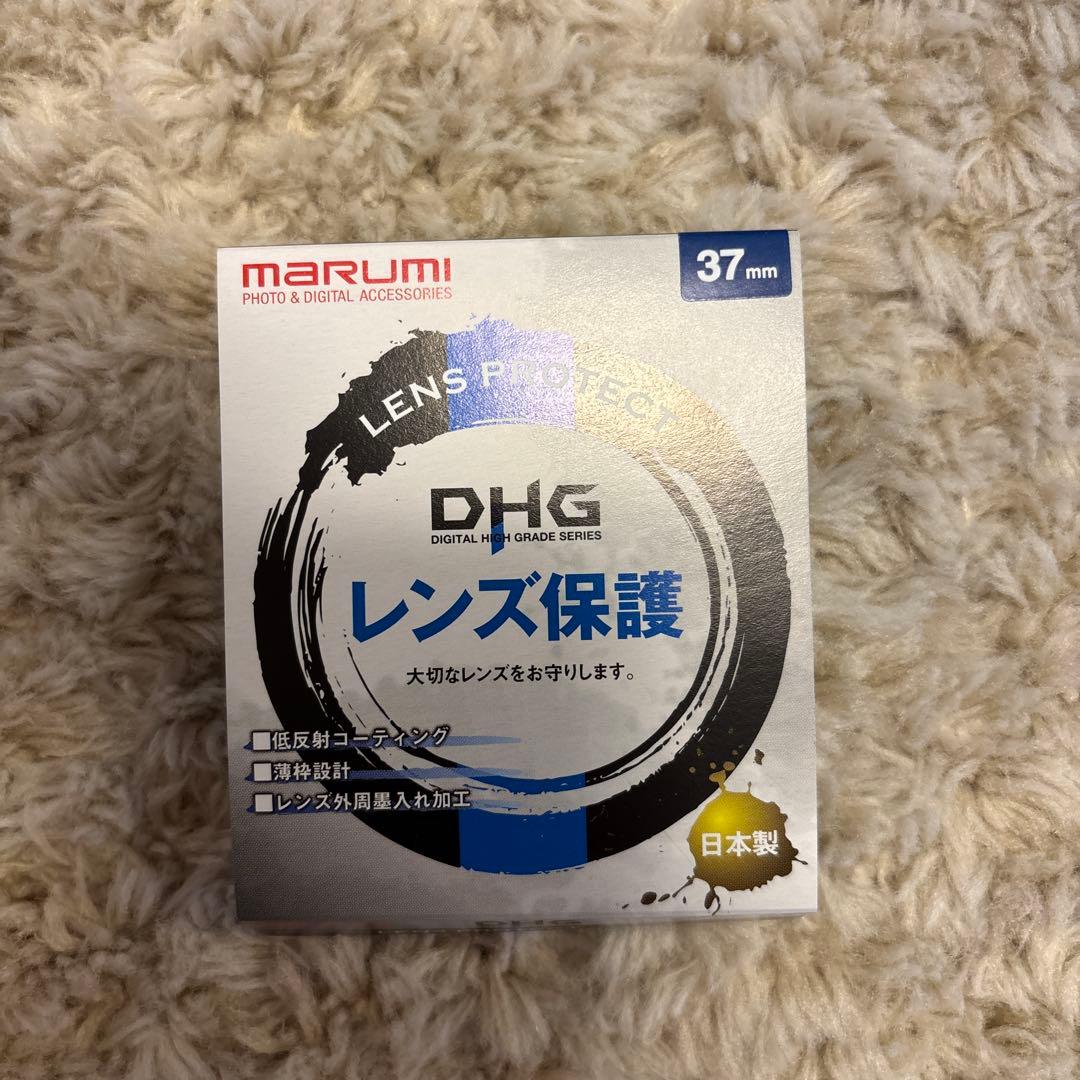 marumi
PHOTO & DIGITAL ACCESSORIES
37mm
LENS PROTECT
DHG
DIGITAL HIGH GRADE SERIES
レンズ保護
大切なレンズをお守りします。
■低反射コーティング
■薄枠設計
■レンズ外周墨入れ加工
日本製